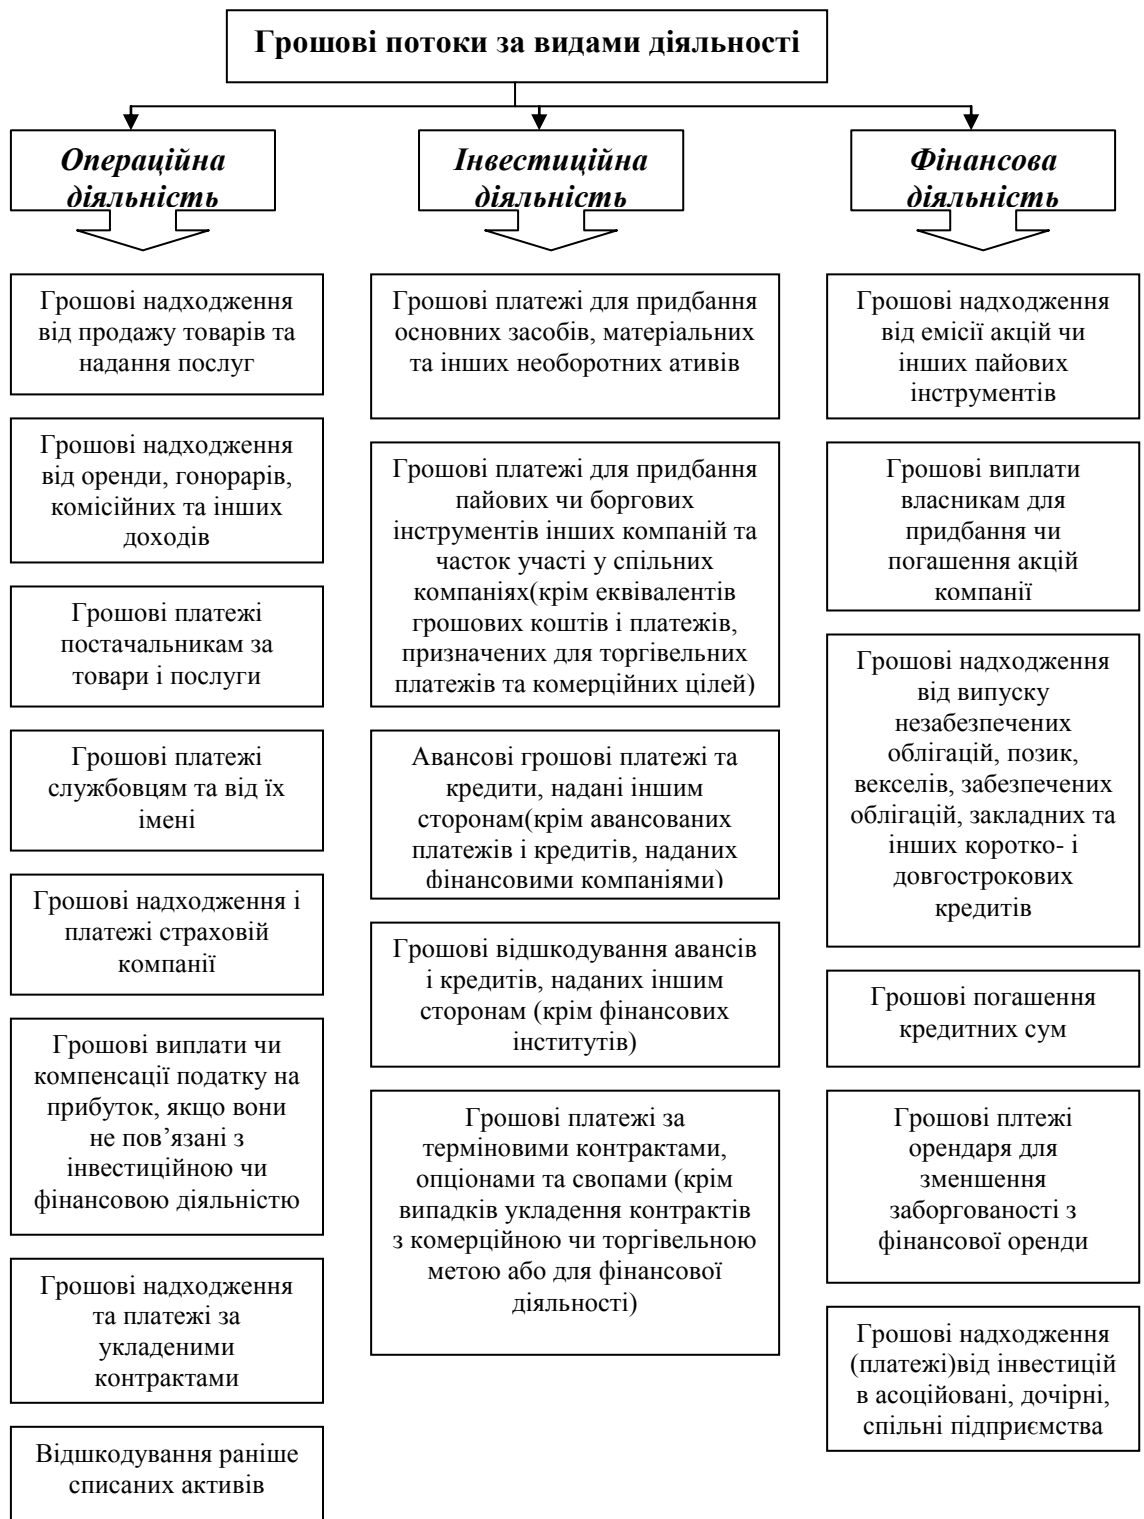 Грошові потоки за видами діяльності
Операційна
діяльність
Грошові надходження
від продажу товарів та
надання послуг
Грошові надходження
від оренди, гонорарів,
комісійних та інших
доходів
Грошові платежі
постачальникам за
товари і послуги
Грошові платежі
службовцям та від їх
імені
Грошові надходження і
платежі страховій
компанії
Грошові виплати чи
компенсації податку на
прибуток, якщо вони
не пов’язані з
інвестиційною чи
фінансовою діяльністю
Грошові надходження
та платежі за
укладеними
контрактами
Відшкодування раніше
списаних активів
Інвестиційна
діяльність
Грошові платежі для придбання
основних засобів, матеріальних
та інших необоротних ативів
Грошові платежі для придбання
пайових чи боргових
інструментів інших компаній та
часток участі у спільних
компаніях(крім еквівалентів
грошових коштів і платежів,
призначених для торгівельних
платежів та комерційних цілей)
Авансові грошові платежі та
кредити, надані іншим
сторонам(крім авансованих
платежів і кредитів, наданих
фінансовими компаніями)
Грошові відшкодування авансів
і кредитів, наданих іншим
сторонам (крім фінансових
інститутів)
Грошові платежі за
терміновими контрактами,
опціонами та свопами (крім
випадків укладення контрактів
з комерційною чи торгівельною
метою або для фінансової
діяльності)
Фінансова
діяльність
Грошові надходження
від емісії акцій чи
інших пайових
інструментів
Грошові виплати
власникам для
придбання чи
погашення акцій
компанії
Грошові надходження
від випуску
незабезпечених
облігацій, позик,
векселів, забезпечених
облігацій, закладних та
інших коротко- і
довгострокових
кредитів
Грошові погашення
кредитних сум
Грошові плтежі
орендаря для
зменшення
заборгованості з
фінансової оренди
Грошові надходження
(платежі)від інвестицій
в асоційовані, дочірні,
спільні підприємства